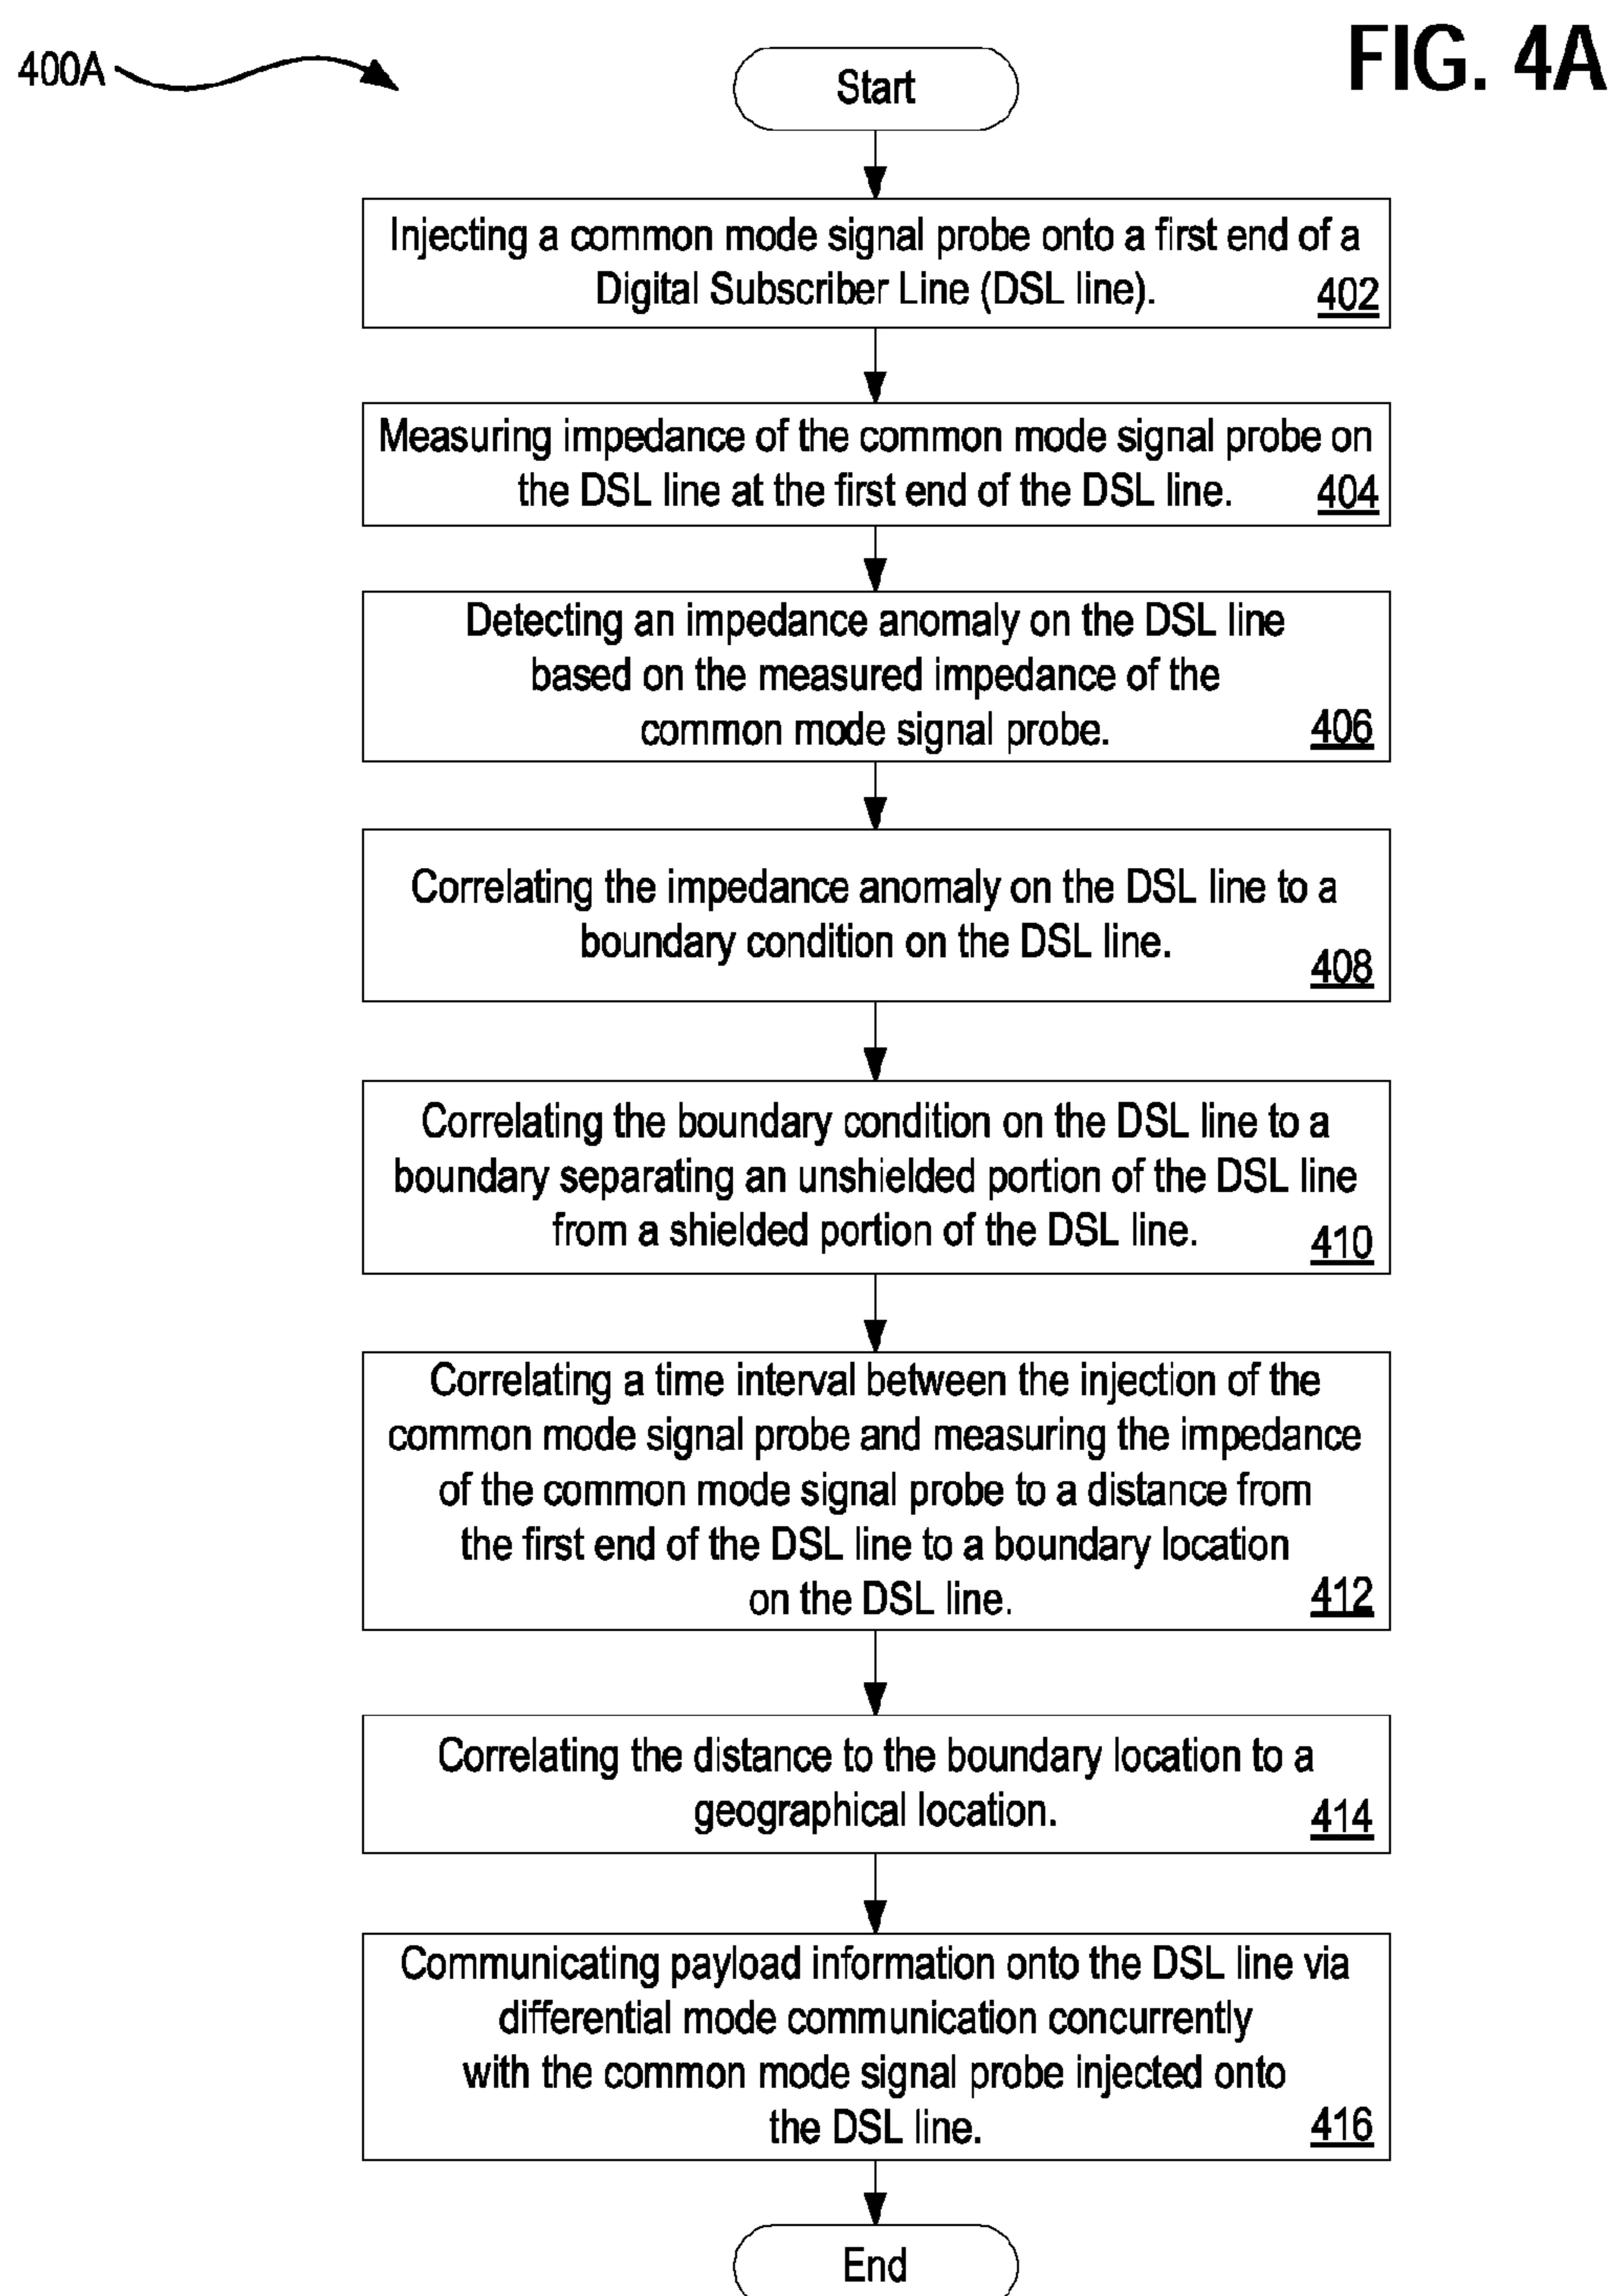 FIG. 4A
400A
Start
Injecting a common mode signal probe onto a first end of a
Digital Subscriber Line (DSL line).
402
Measuring impedance of the common mode signal probe on
the DSL line at the first end of the DSL line.
404
Detecting an impedance anomaly on the DSL line
based on the measured impedance of the
common mode signal probe.
406
Correlating the impedance anomaly on the DSL line to a
boundary condition on the DSL line.
408
Correlating the boundary condition on the DSL line to a
boundary separating an unshielded portion of the DSL line
from a shielded portion of the DSL line.
410
Correlating a time interval between the injection of the
common mode signal probe and measuring the impedance
of the common mode signal probe to a distance from
the first end of the DSL line to a boundary location
on the DSL line.
412
Correlating the distance to the boundary location to a
geographical location.
414
Communicating payload information onto the DSL line via
differential mode communication concurrently
with the common mode signal probe injected onto
the DSL line.
416
End